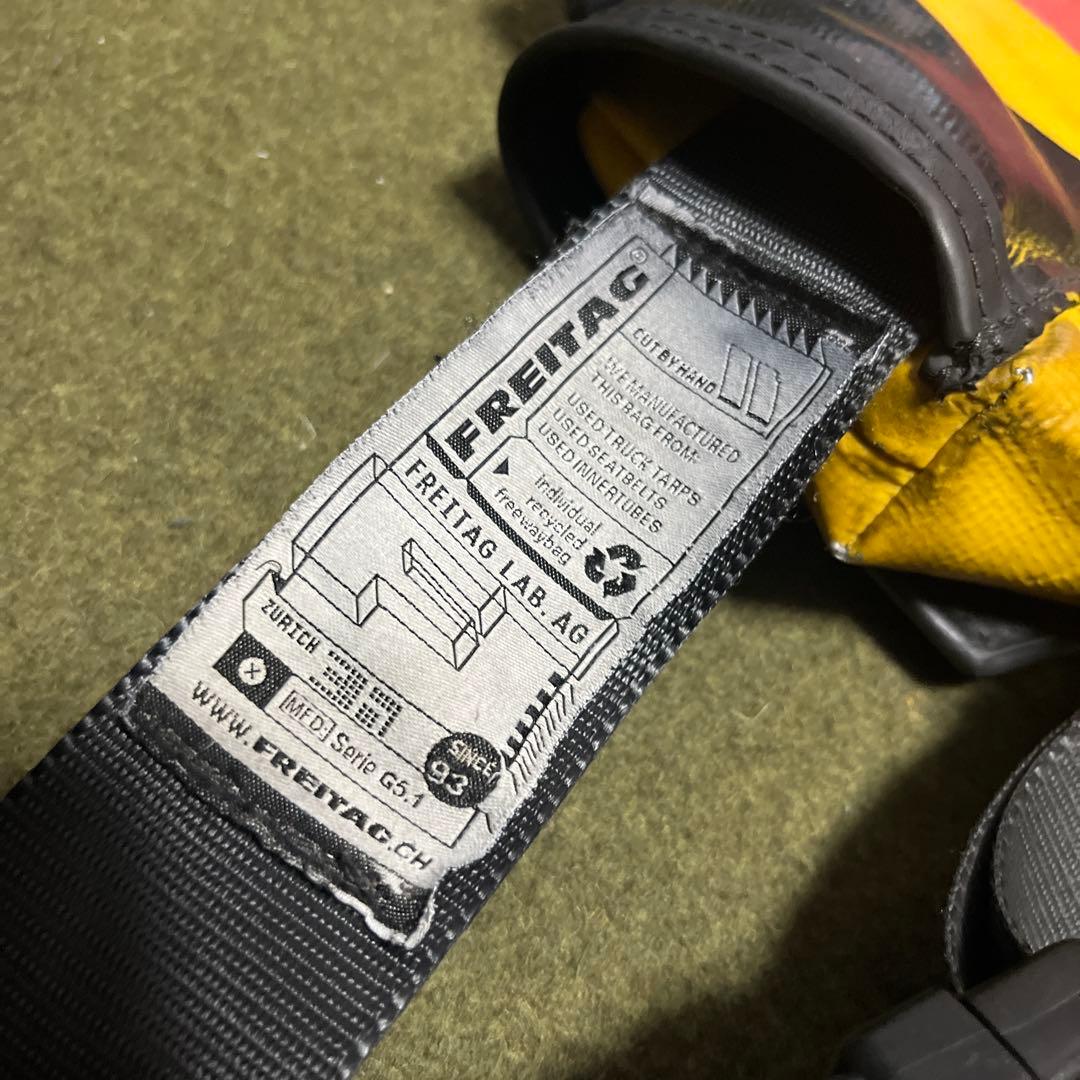 FREITAG®
CUT BY HAND
WE MANUFACTURED
THIS BAG FROM:
USED TRUCK TARPS
USED SEATBELTS
USED INNERTUBES
individual
recycled
freewaybag
FREITAG LAB. AG
ZURICH
[MED:] Serie G5.1
SINCE
93
WWW.FREITAG.CH